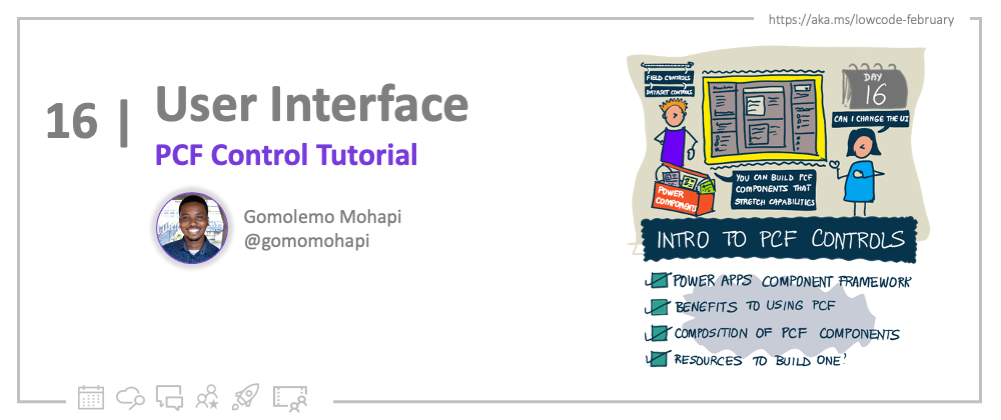 https://aka.ms/lowcode-february
16 |
User Interface
PCF Control Tutorial
Gomolemo Mohapi
@gomomohapi
FIELD CONTROLS
DATASET CONTROLS
DAY
16
CAN I CHANGE THE UI
YOU CAN BUILD PCF
COMPONENTS THAT
STRETCH CAPABILITIES
POWER
COMPONENTS
INTRO TO PCF CONTROLS
POWER APPS COMPONENT FRAMEWORK
BENEFITS TO USING PCF
COMPOSITION OF PCF COMPONENTS
RESOURCES TO BUILD ONE!